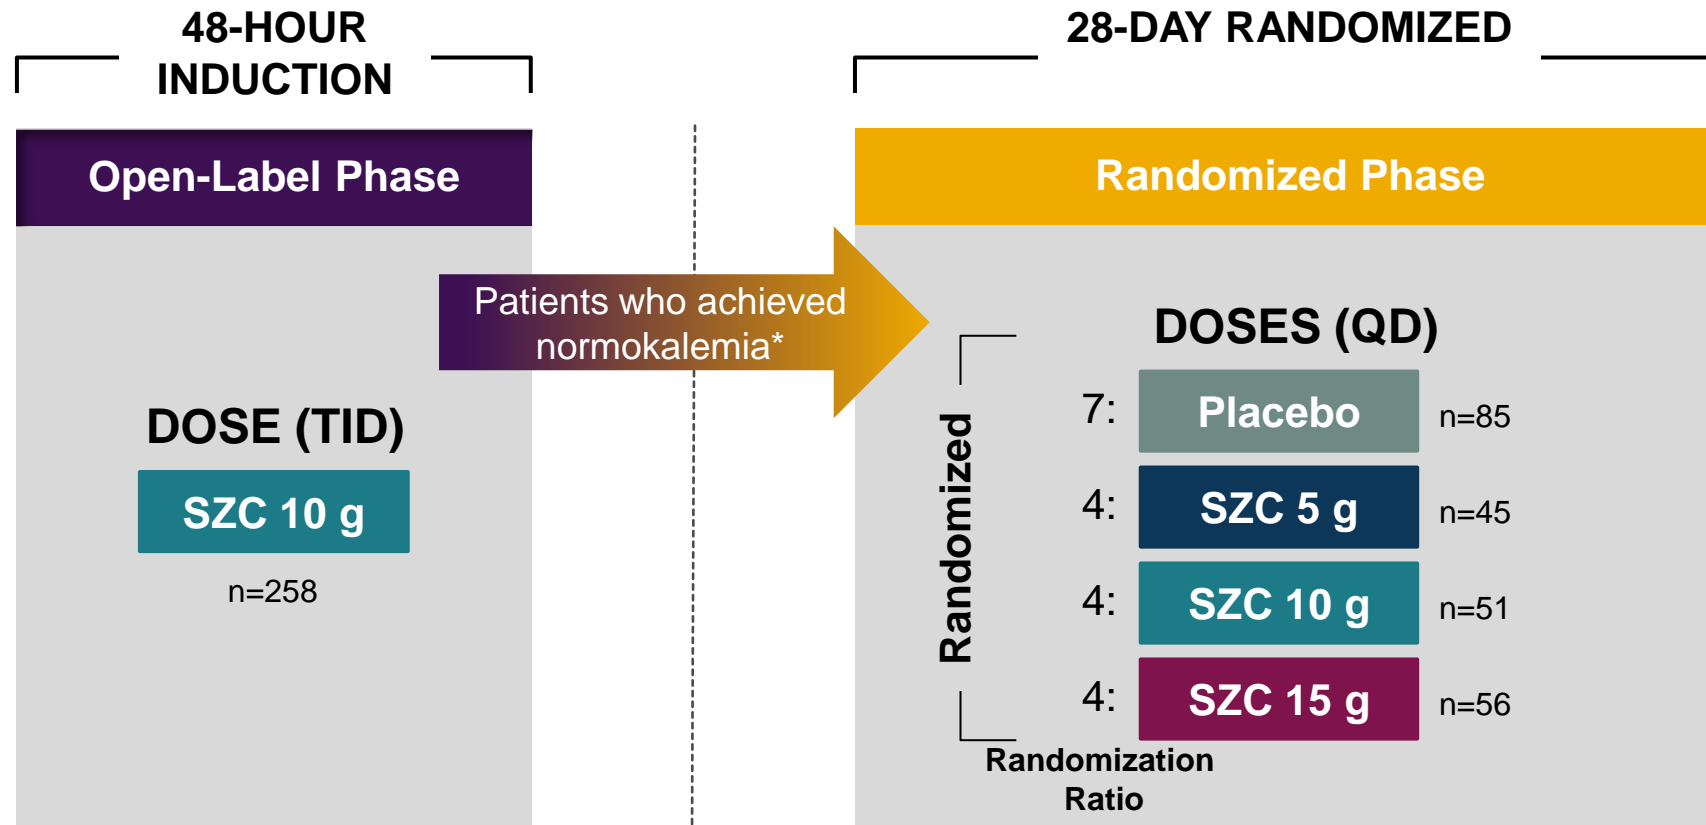 48-HOUR
INDUCTION
Open-Label Phase
DOSE (TID)
SZC 10 g
n=258
Patients who achieved
normokalemia*
28-DAY RANDOMIZED
Randomized Phase
DOSES (QD)
Randomized
7: Placebo n=85
4: SZC 5 g n=45
4: SZC 10 g n=51
4: SZC 15 g n=56
Randomization
Ratio